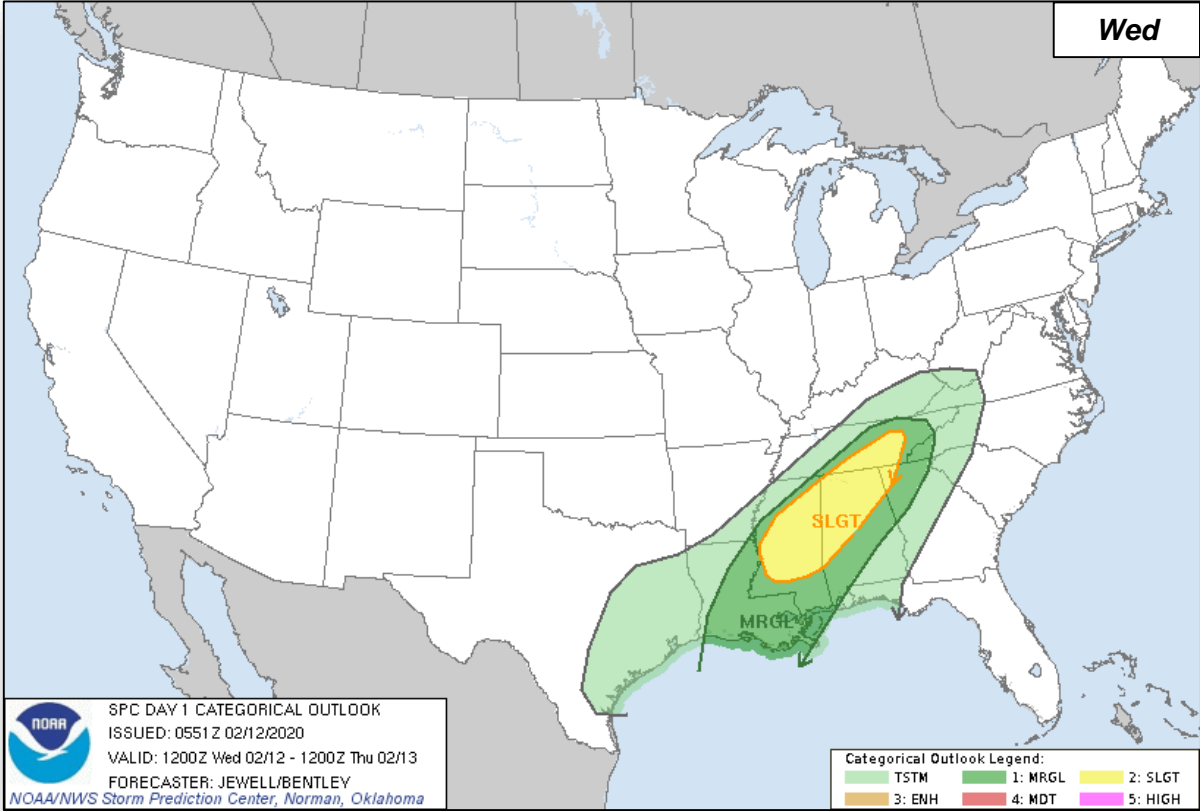 Wed
SLGT
MRGL
NOAA
SPC DAY 1 CATEGORICAL OUTLOOK
ISSUED: 0551Z 02/12/2020
VALID: 1200Z Wed 02/12 - 1200Z Thu 02/13
FORECASTER: JEWELL/BENTLEY
NOAA/NWS Storm Prediction Center, Norman, Oklahoma
Categorical Outlook Legend:
TSTM 1: MRGL 2: SLGT
3: ENH 4: MDT 5: HIGH